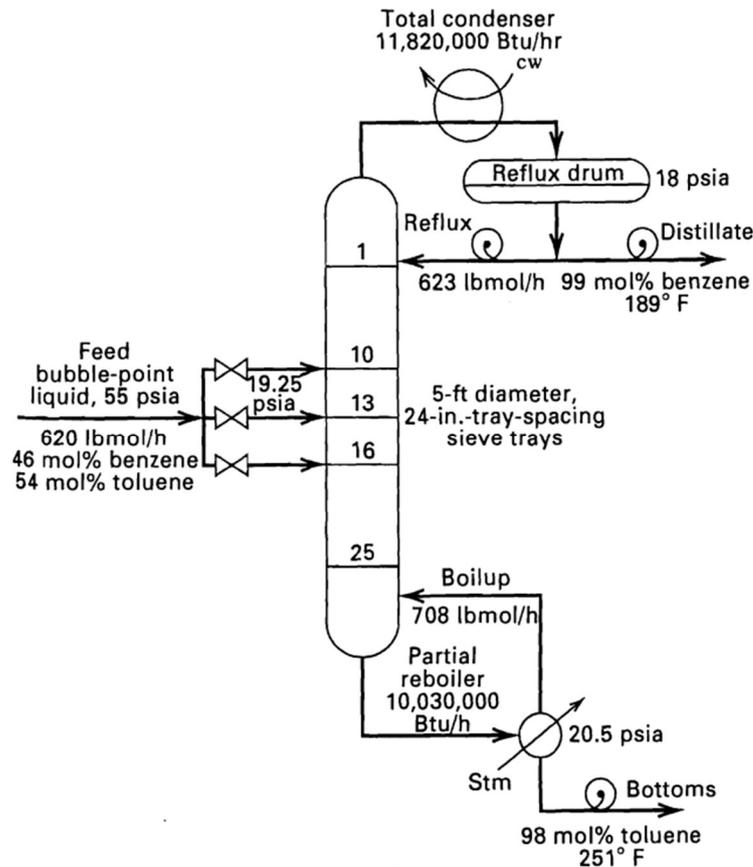 Total condenser
11,820,000 Btu/hr
cw
Reflux drum
18 psia
Reflux
Distillate
1
623 lbmol/h
99 mol% benzene
189° F
Feed
bubble-point
liquid, 55 psia
10
19.25
psia
13
5-ft diameter,
24-in.-tray-spacing
sieve trays
620 lbmol/h
46 mol% benzene
54 mol% toluene
16
25
Boilup
708 lbmol/h
Partial
reboiler
10,030,000
Btu/h
20.5 psia
Stm
Bottoms
98 mol% toluene
251° F